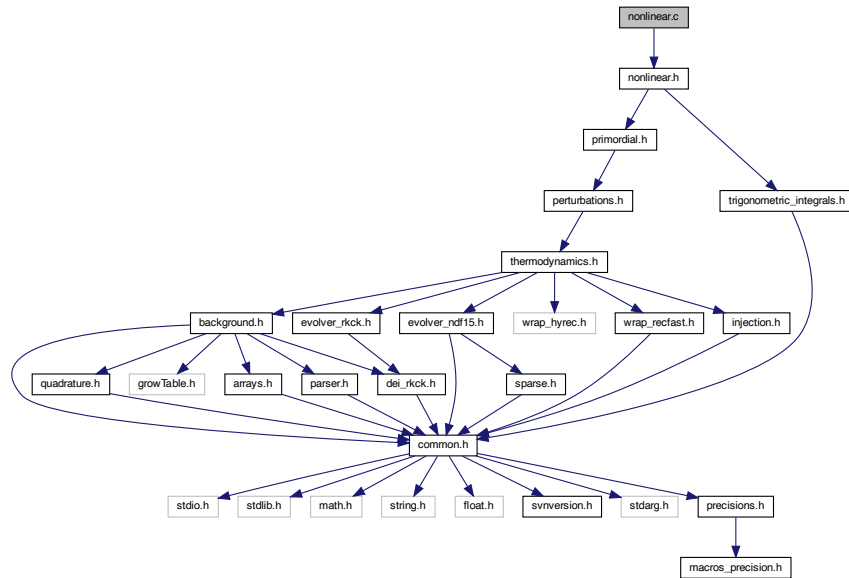 nonlinear.c
nonlinear.h
primordial.h
perturbations.h
trigonometric_integrals.h
thermodynamics.h
background.h
evolver_rkck.h
evolver_ndf15.h
wrap_hyrec.h
wrap_recfast.h
injection.h
quadrature.h
growTable.h
arrays.h
parser.h
dei_rkck.h
sparse.h
common.h
stdio.h
stdlib.h
math.h
string.h
float.h
svnversion.h
stdarg.h
precisions.h
macros_precision.h